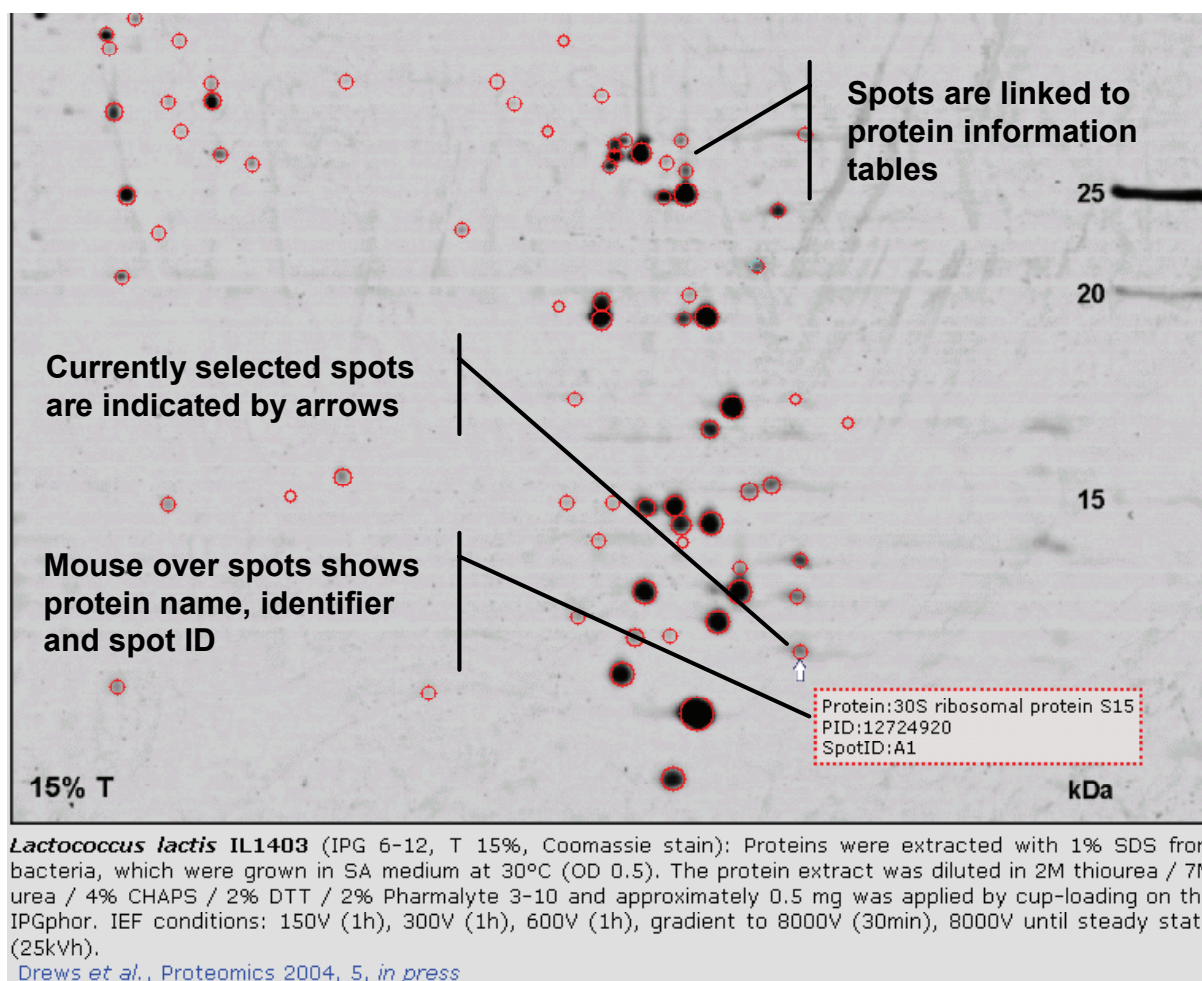 Spots are linked to
protein information
tables
25
20
Currently selected spots
are indicated by arrows
15
Mouse over spots shows
protein name, identifier
and spot ID
Protein:30S ribosomal protein S15
PID:12724920
SpotID:A1
15% T
kDa
Lactococcus lactis IL1403 (IPG 6-12, T 15%, Coomassie stain): Proteins were extracted with 1% SDS from
bacteria, which were grown in SA medium at 30ºC (OD 0.5). The protein extract was diluted in 2M thiourea / 7M
urea / 4% CHAPS / 2% DTT / 2% Pharmalyte 3-10 and approximately 0.5 mg was applied by cup-loading on th
IPGphor. IEF conditions: 150V (1h), 300V (1h), 600V (1h), gradient to 8000V (30min), 8000V until steady stat
(25kVh).
Drews et al., Proteomics 2004, 5, in press